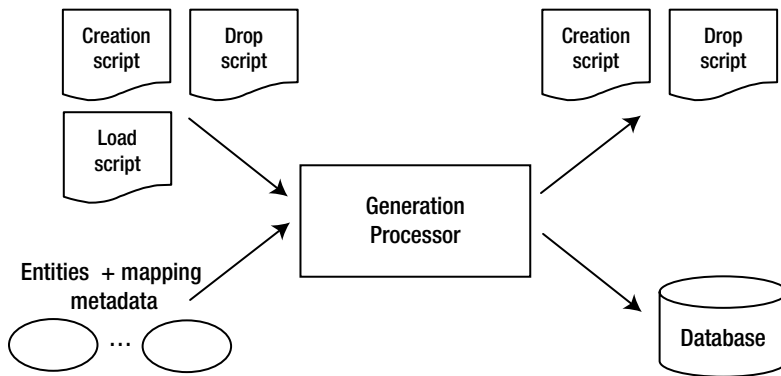 Creation
script
Drop
script
Load
script
Entities + mapping
metadata
...
Generation
Processor
Creation
script
Drop
script
Database